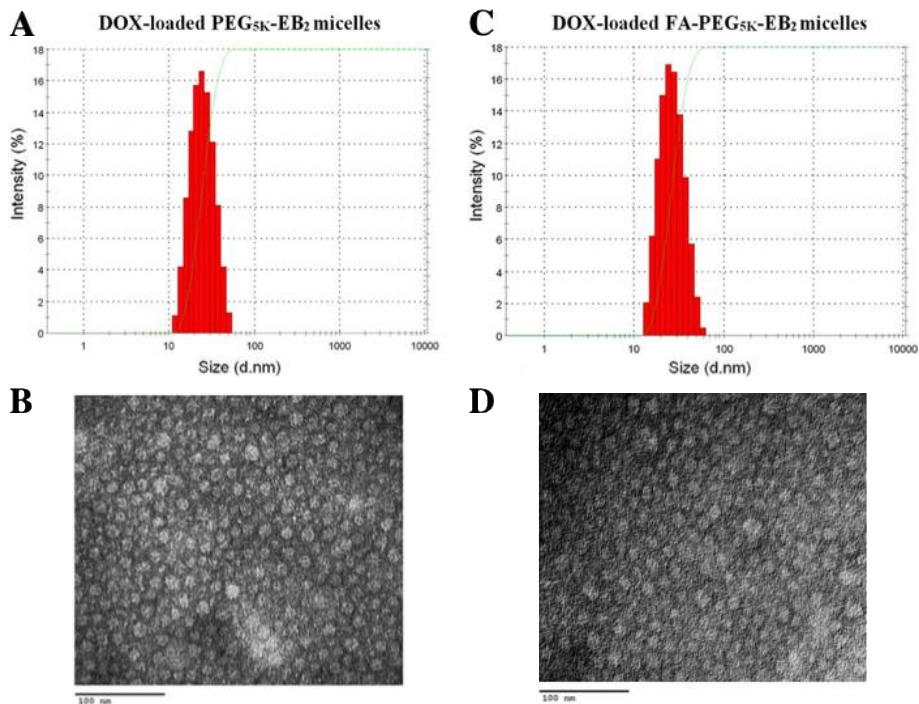 A
DOX-loaded PEG5K-EB2 micelles
18
16
14
12
10
8
6
4
2
0
Intensity (%)
1
10
100
1000
10000
Size (d.nm)
C
DOX-loaded FA-PEG5K-EB2 micelles
18
16
14
12
10
8
6
4
2
0
Intensity (%)
1
10
100
1000
10000
Size (d.nm)
B
100 nm
D
100 nm